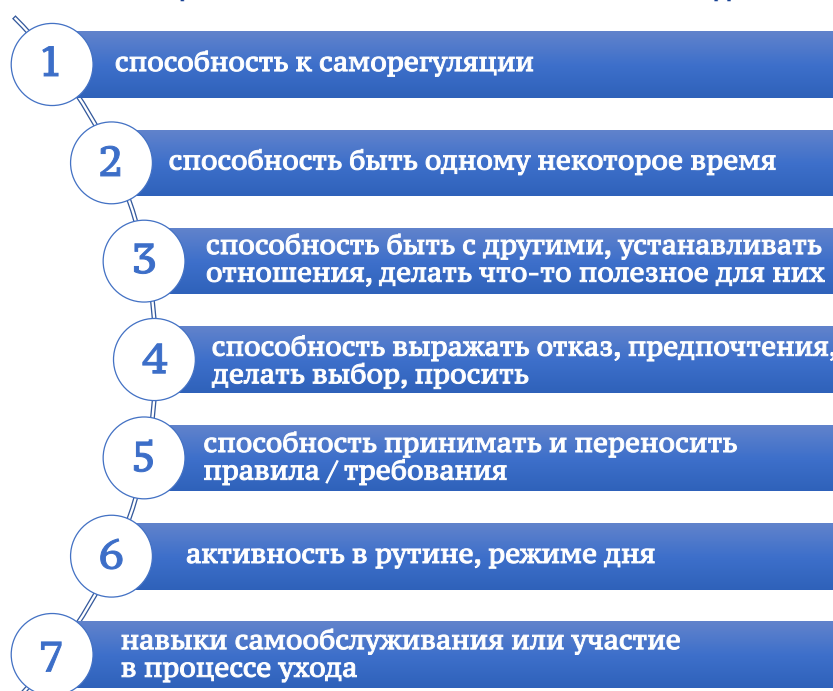 1
способность к саморегуляции
2
способность быть одному некоторое время
3
способность быть с другими, устанавливать
отношения, делать что-то полезное для них
4
способность выражать отказ, предпочтения,
делать выбор, просить
5
способность принимать и переносить
правила / требования
6
активность в рутине, режиме дня
7
навыки самообслуживания или участие
в процессе ухода